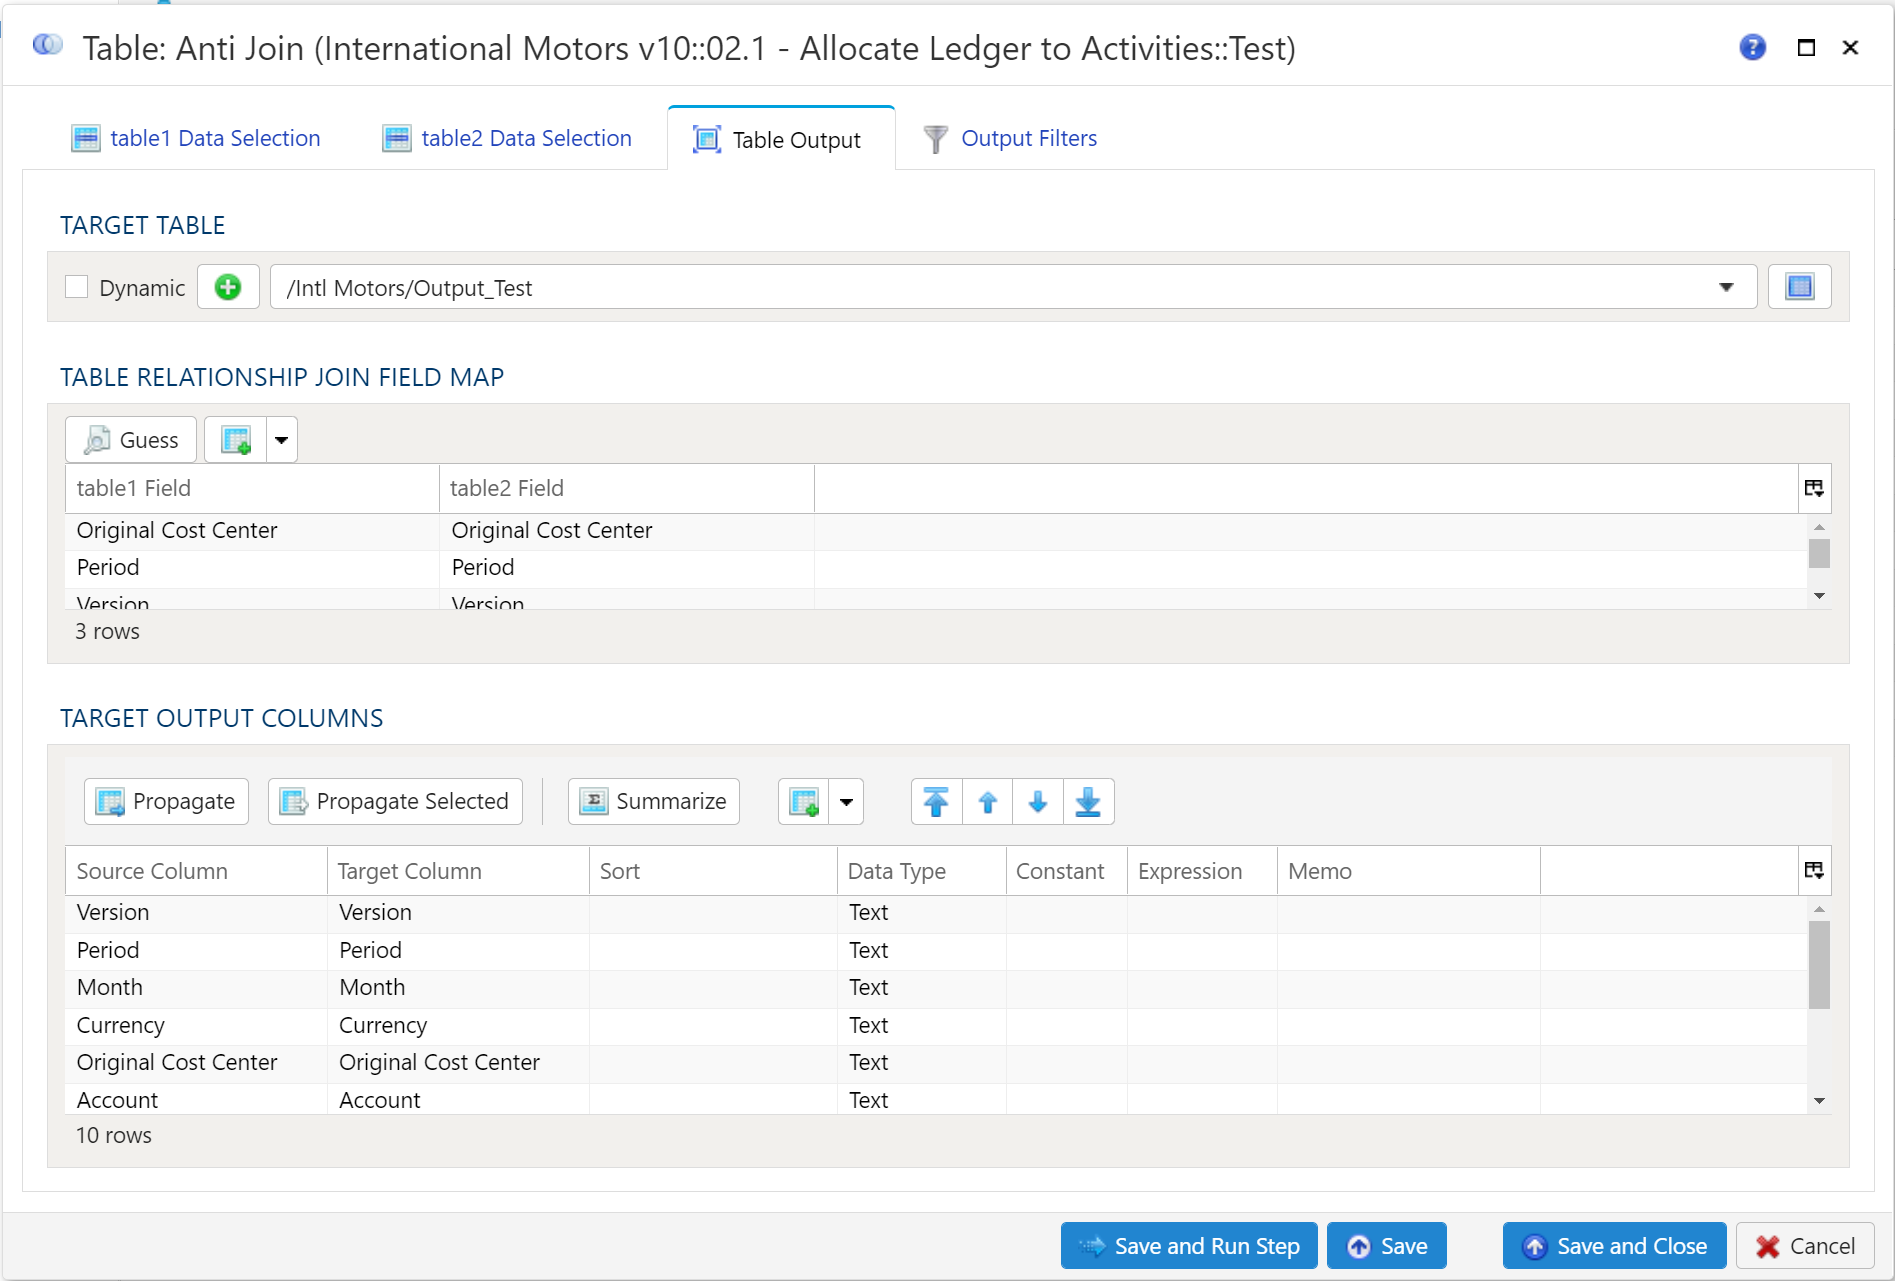 Table: Anti Join (International Motors v10::02.1 - Allocate Ledger to Activities::Test)
table1 Data Selection table2 Data Selection Table Output Output Filters
TARGET TABLE
Dynamic /Intl Motors/Output_Test
TABLE RELATIONSHIP JOIN FIELD MAP
Guess
table1 Field table2 Field
Original Cost Center Original Cost Center
Period Period
Version Version
3 rows
TARGET OUTPUT COLUMNS
Propagate Propagate Selected Summarize
Source Column Target Column Sort Data Type Constant Expression Memo
Version Version Text
Period Period Text
Month Month Text
Currency Currency Text
Original Cost Center Original Cost Center Text
Account Account Text
10 rows
Save and Run Step Save Save and Close Cancel